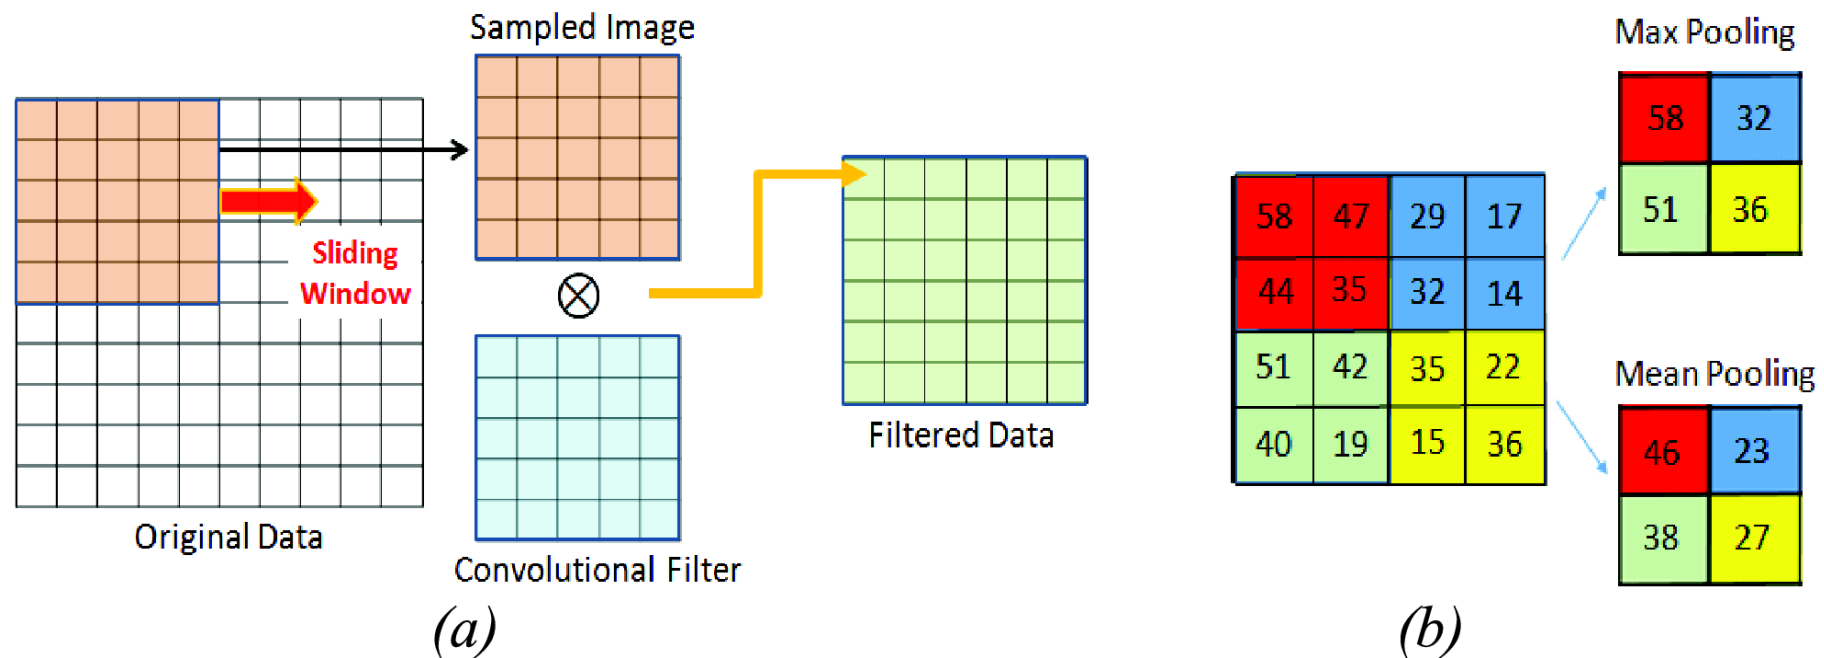 Sampled Image
Sliding
Window
Original Data
Convolutional Filter
Filtered Data
(a)
58 47 29 17
44 35 32 14
51 42 35 22
40 19 15 36
Max Pooling
58 32
51 36
Mean Pooling
46 23
38 27
(b)